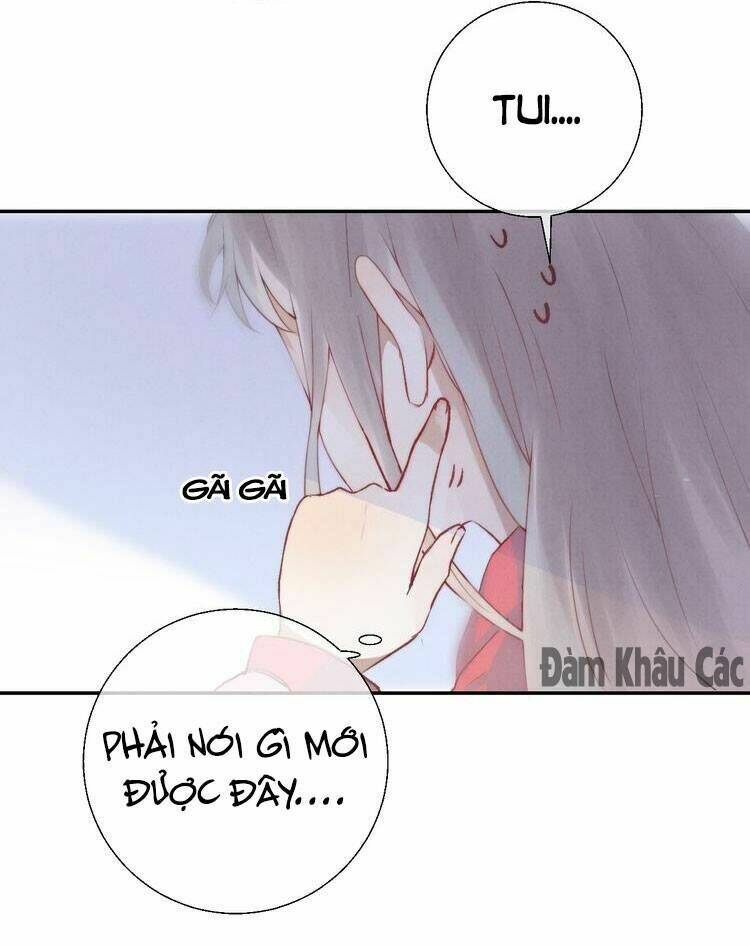 TUI....
GÃI GÃI
Đàm Khâu Các
PHẢI NÓI GÌ MỚI
ĐƯỢC ĐÂY....